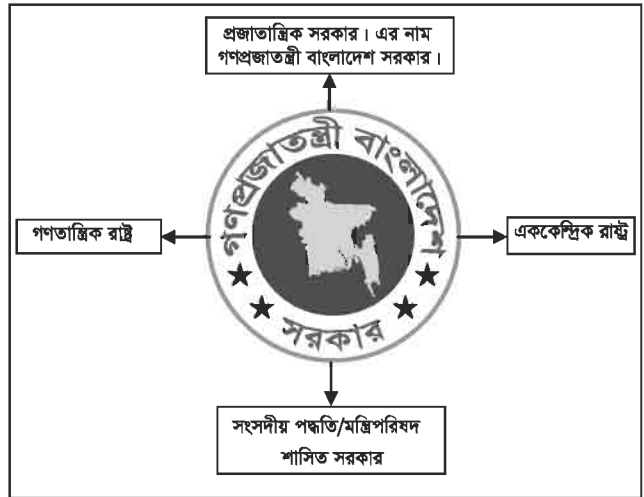 প্রজাতান্ত্রিক সরকার। এর নাম
গণপ্রজাতন্ত্রী বাংলাদেশ সরকার।
গণপ্রজাতন্ত্রী বাংলাদেশ
গণতান্ত্রিক রাষ্ট্র
এককেন্দ্রিক রাষ্ট্র
সরকার
সংসদীয় পদ্ধতি/মন্ত্রিপরিষদ
শাসিত সরকার